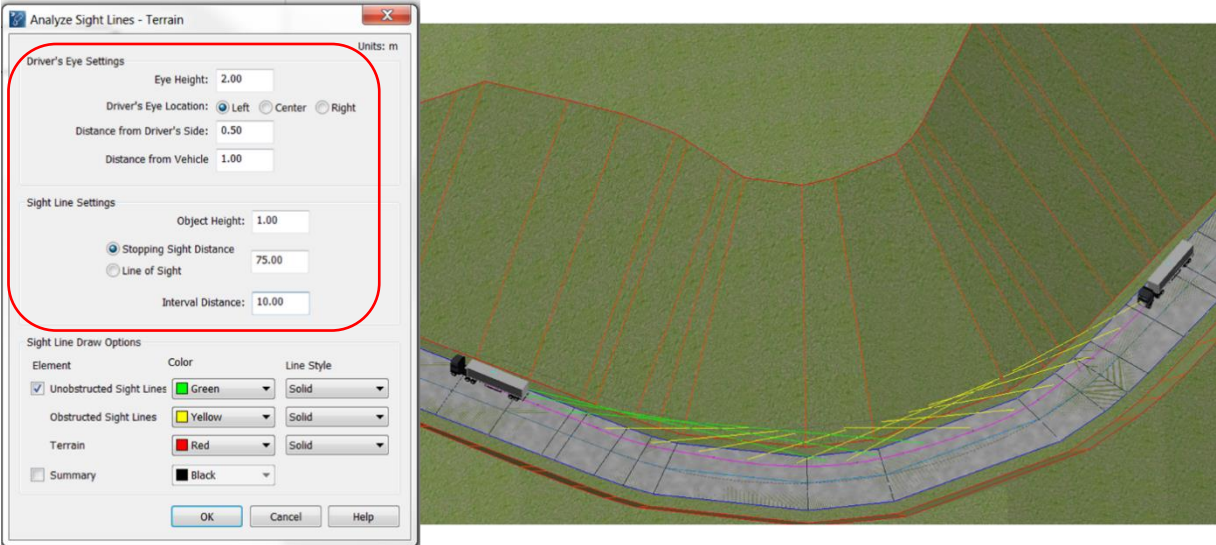 Analyze Sight Lines - Terrain
Units: m
Driver's Eye Settings
Eye Height: 2.00
Driver's Eye Location: Left Center Right
Distance from Driver's Side: 0.50
Distance from Vehicle 1.00
Sight Line Settings
Object Height: 1.00
Stopping Sight Distance
75.00
Line of Sight
Interval Distance: 10.00
Sight Line Draw Options
Element Color Line Style
Unobstructed Sight Lines Green Solid
Obstructed Sight Lines Yellow Solid
Terrain Red Solid
Summary Black
OK Cancel Help